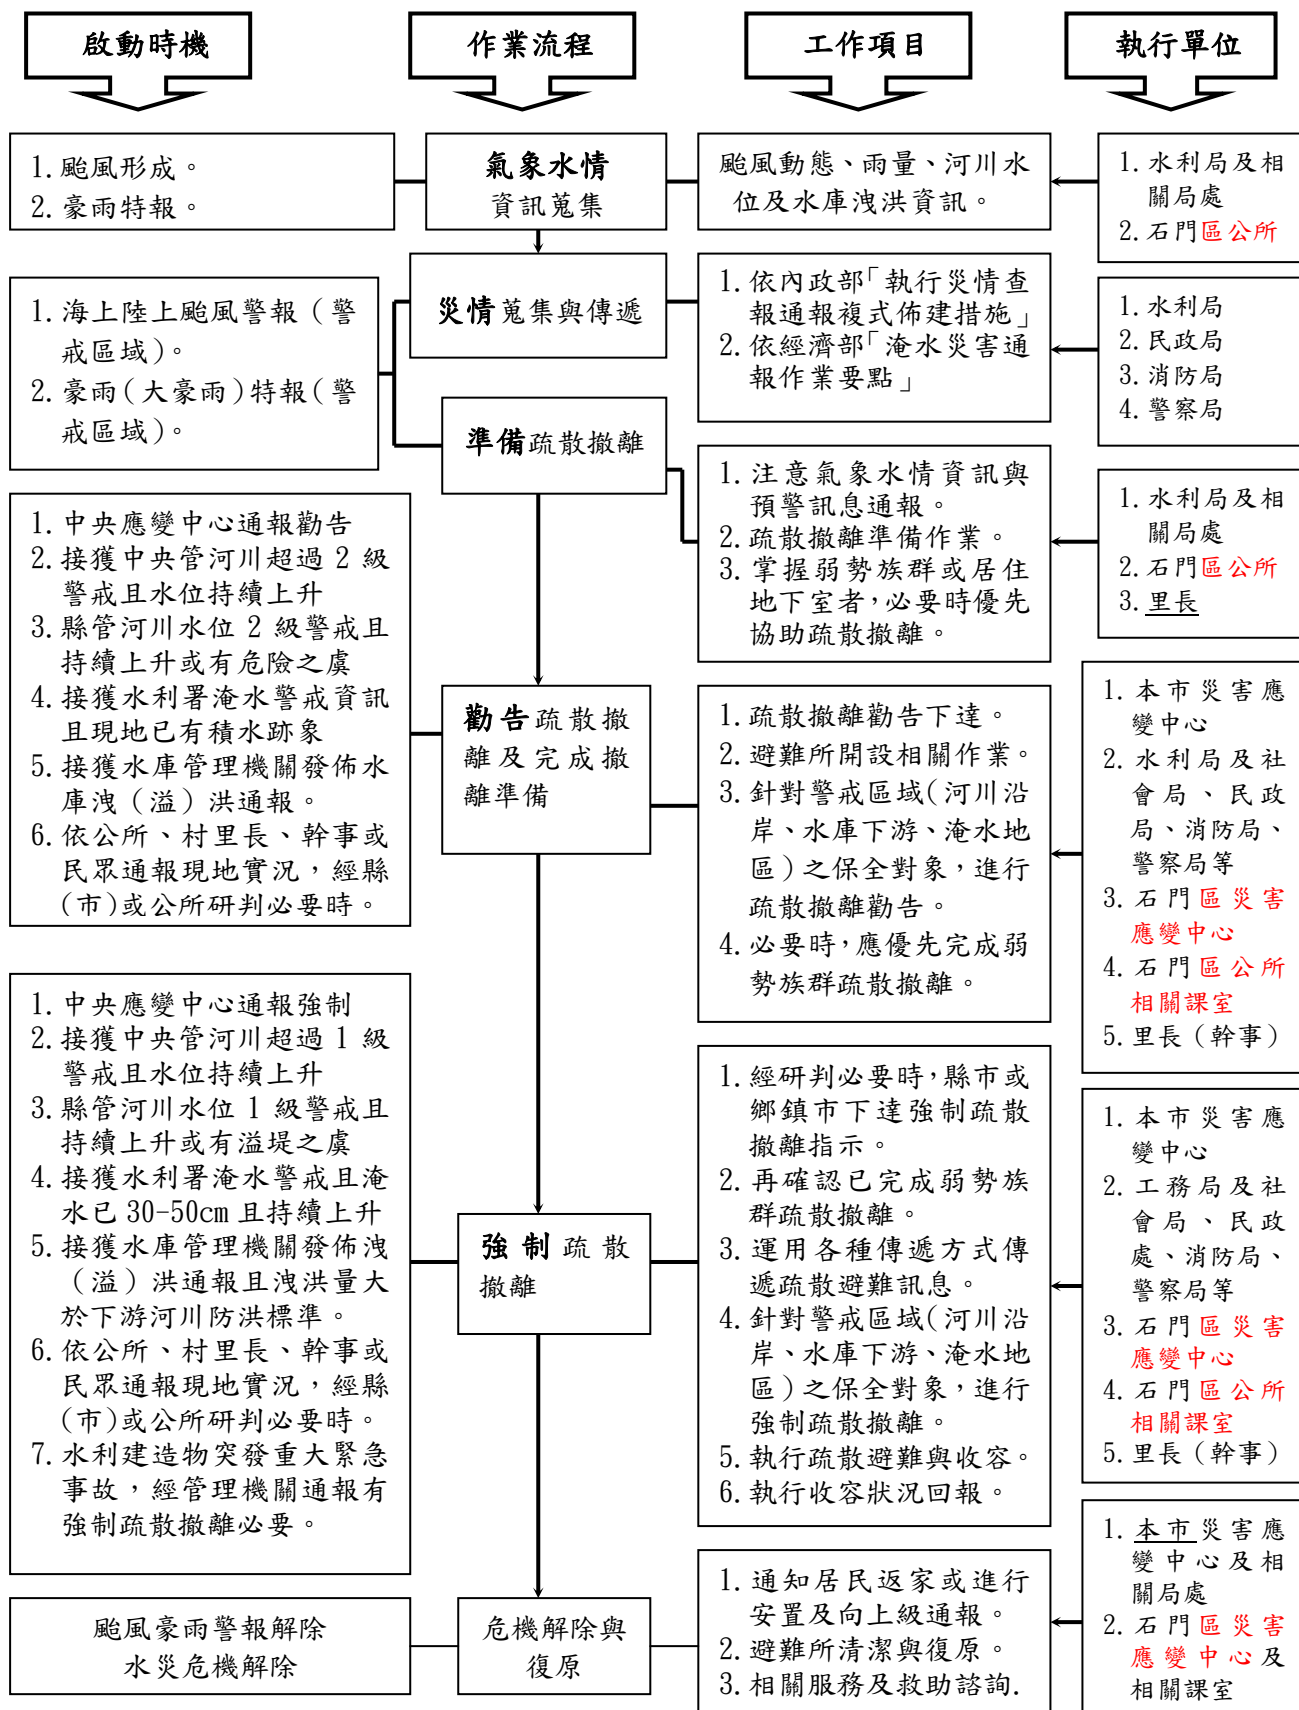 啟動時機
作業流程
工作項目
執行單位
1. 颱風形成。
2. 豪雨特報。
氣象水情
資訊蒐集
颱風動態、雨量、河川水
位及水庫洩洪資訊。
1. 水利局及相
關局處
2. 石門區公所
1. 海上陸上颱風警報（警
戒區域）。
2. 豪雨（大豪雨）特報（警
戒區域）。
災情蒐集與傳遞
1. 依內政部「執行災情查
報通報複式佈建措施」
2. 依經濟部「淹水災害通
報作業要點」
1. 水利局
2. 民政局
3. 消防局
4. 警察局
準備疏散撤離
1. 注意氣象水情資訊與
預警訊息通報。
2. 疏散撤離準備作業。
3. 掌握弱勢族群或居住
地下室者，必要時優先
協助疏散撤離。
1. 水利局及相
關局處
2. 石門區公所
3. 里長
1. 中央應變中心通報勸告
2. 接獲中央管河川超過 2 級
警戒且水位持續上升
3. 縣管河川水位 2 級警戒且
持續上升或有危險之虞
4. 接獲水利署淹水警戒資訊
且現地已有積水跡象
5. 接獲水庫管理機關發佈水
庫洩（溢）洪通報。
6. 依公所、村里長、幹事或
民眾通報現地實況，經縣
(市)或公所研判必要時。
勸告疏散撤
離及完成撤
離準備
1. 疏散撤離勸告下達。
2. 避難所開設相關作業。
3. 針對警戒區域（河川沿
岸、水庫下游、淹水地
區）之保全對象，進行
疏散撤離勸告。
4. 必要時，應優先完成弱
勢族群疏散撤離。
1. 本市災害應
變中心
2. 水利局及社
會局、民政
局、消防局、
警察局等
3. 石門區災害
應變中心
4. 石門區公所
相關課室
5. 里長（幹事）
1. 中央應變中心通報強制
2. 接獲中央管河川超過 1 級
警戒且水位持續上升
3. 縣管河川水位 1 級警戒且
持續上升或有溢堤之虞
4. 接獲水利署淹水警戒且淹
水已 30-50cm 且持續上升
5. 接獲水庫管理機關發佈洩
（溢）洪通報且洩洪量大
於下游河川防洪標準。
6. 依公所、村里長、幹事或
民眾通報現地實況，經縣
(市)或公所研判必要時。
7. 水利建造物突發重大緊急
事故，經管理機關通報有
強制疏散撤離必要。
強制疏散
撤離
1. 經研判必要時，縣市或
鄉鎮市下達強制疏散
撤離指示。
2. 再確認已完成弱勢族
群疏散撤離。
3. 運用各種傳遞方式傳
遞疏散避難訊息。
4. 針對警戒區域（河川沿
岸、水庫下游、淹水地
區）之保全對象，進行
強制疏散撤離。
5. 執行疏散避難與收容。
6. 執行收容狀況回報。
1. 本市災害應
變中心
2. 工務局及社
會局、民政
處、消防局、
警察局等
3. 石門區災害
應變中心
4. 石門區公所
相關課室
5. 里長（幹事）
颱風豪雨警報解除
水災危機解除
危機解除與
復原
1. 通知居民返家或進行
安置及向上級通報。
2. 避難所清潔與復原。
3. 相關服務及救助諮詢.
1. 本市災害應
變中心及相
關局處
2. 石門區災害
應變中心及
相關課室